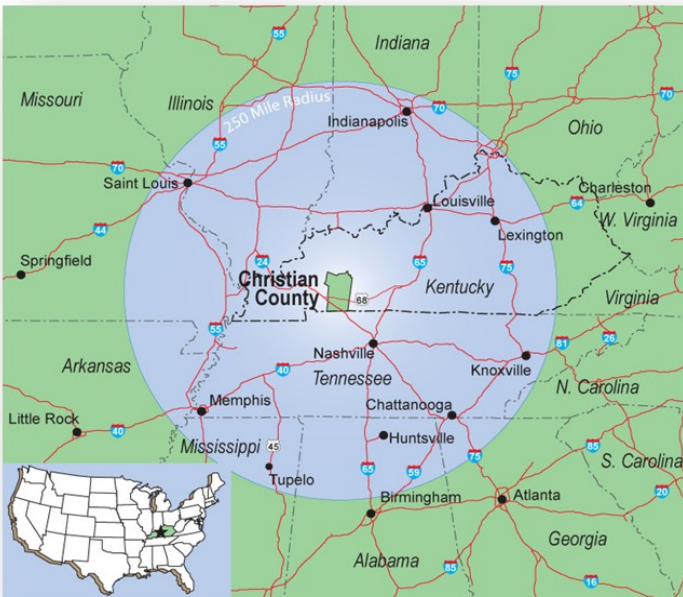 55
Indiana
75
Missouri
Illinois
250 Mile Radius
70
70
Indianapolis
Ohio
55
70
Saint Louis
Charleston
Louisville
64
44
Lexington
W. Virginia
Springfield
24
65
75
Christian
County
68
Kentucky
Virginia
55
Nashville
81
26
Arkansas
40
Tennessee
Knoxville
N. Carolina
Memphis
Chattanooga
Little Rock
40
Mississippi
45
Huntsville
85
75
S. Carolina
65
59
Tupelo
20
Birmingham
Atlanta
Alabama
85
Georgia
16